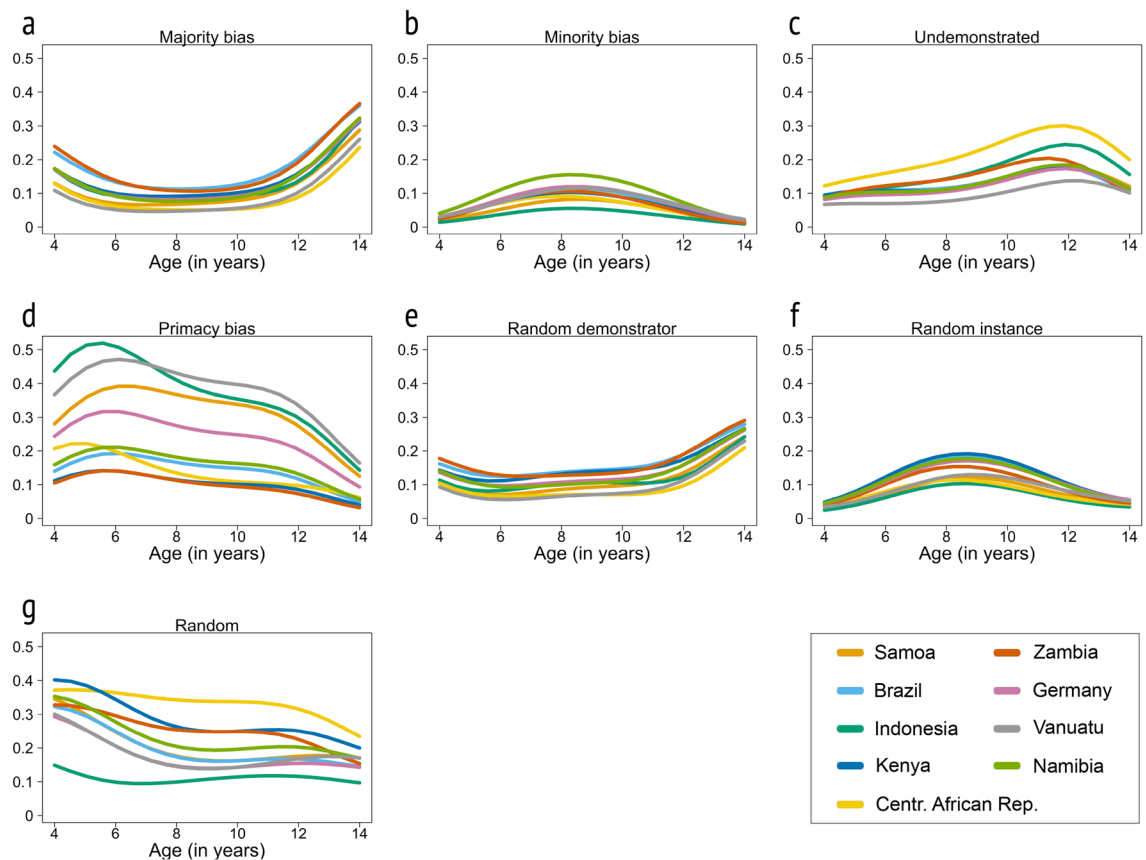 a
Majority bias
0.5
0.4
0.3
0.2
0.1
0
4 6 8 10 12 14
Age (in years)
b
Minority bias
0.5
0.4
0.3
0.2
0.1
0
4 6 8 10 12 14
Age (in years)
c
Undemonstrated
0.5
0.4
0.3
0.2
0.1
0
4 6 8 10 12 14
Age (in years)
d
Primacy bias
0.5
0.4
0.3
0.2
0.1
0
4 6 8 10 12 14
Age (in years)
e
Random demonstrator
0.5
0.4
0.3
0.2
0.1
0
4 6 8 10 12 14
Age (in years)
f
Random instance
0.5
0.4
0.3
0.2
0.1
0
4 6 8 10 12 14
Age (in years)
g
Random
0.5
0.4
0.3
0.2
0.1
0
4 6 8 10 12 14
Age (in years)
Samoa Zambia
Brazil Germany
Indonesia Vanuatu
Kenya Namibia
Centr. African Rep.